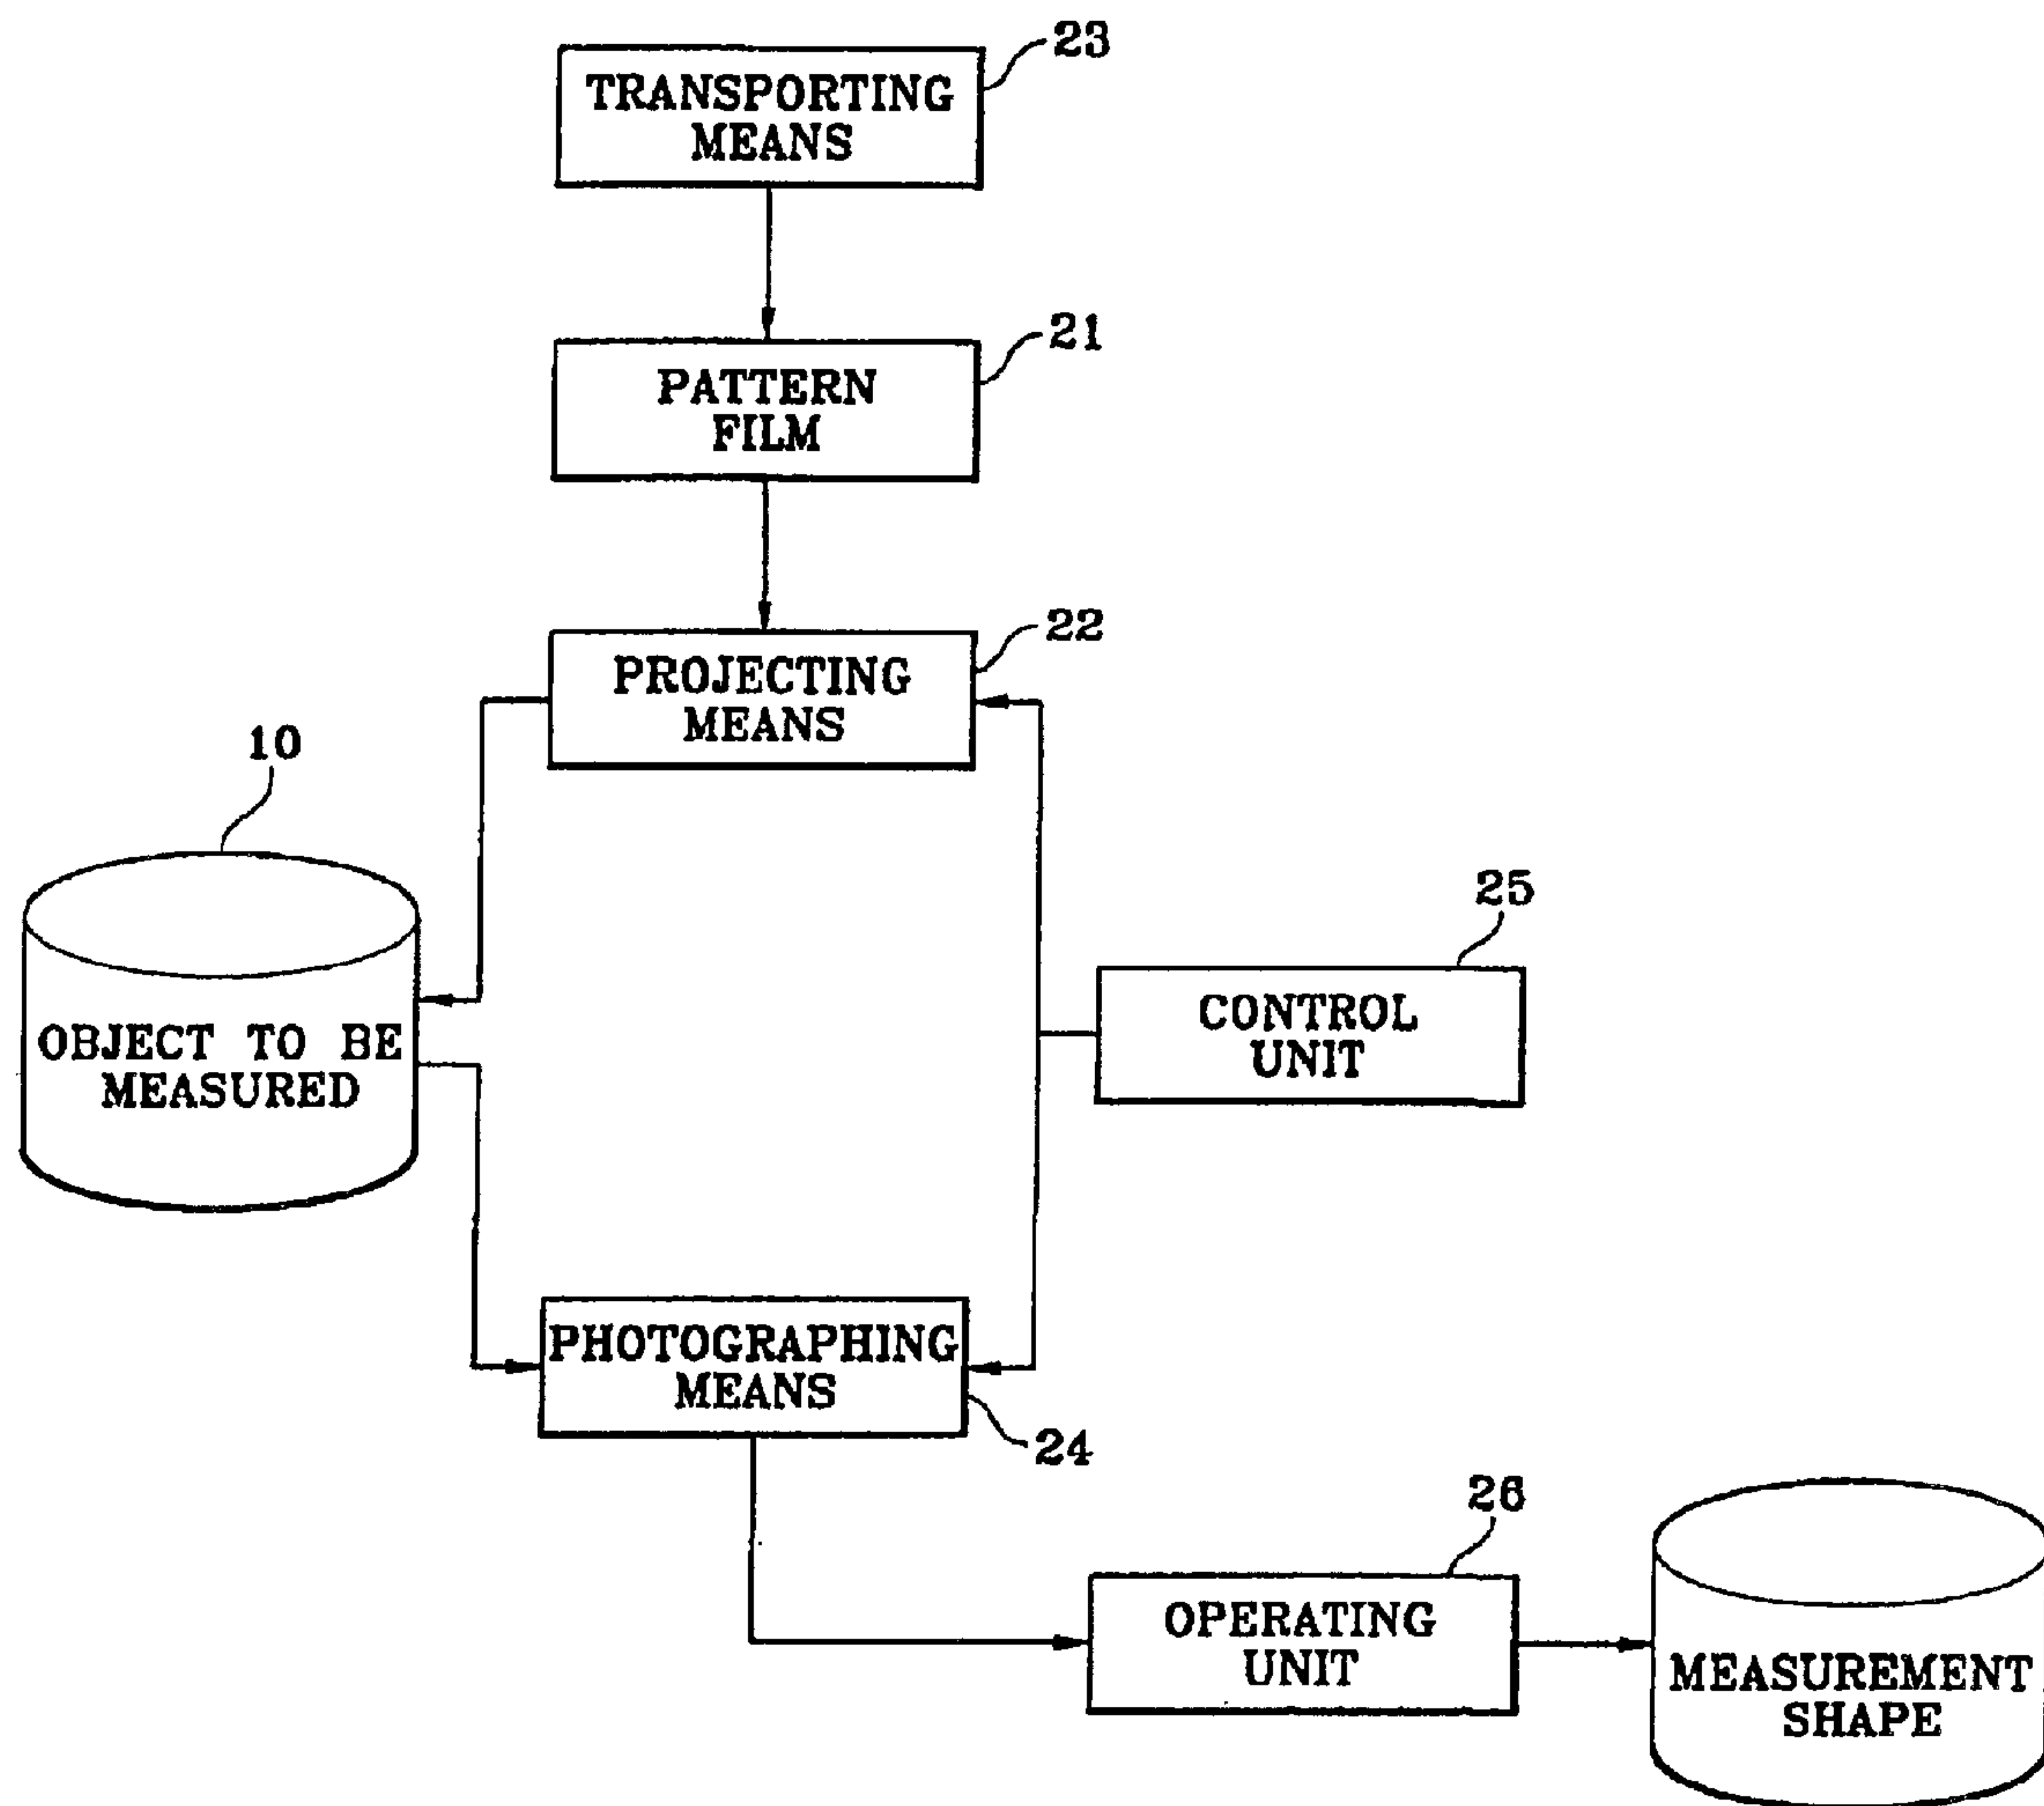 23
TRANSPORTING
MEANS
21
PATTERN
FILM
22
PROJECTING
MEANS
10
OBJECT TO BE
MEASURED
25
CONTROL
UNIT
PHOTOGRAPHING
MEANS
24
26
OPERATING
UNIT
MEASUREMENT
SHAPE